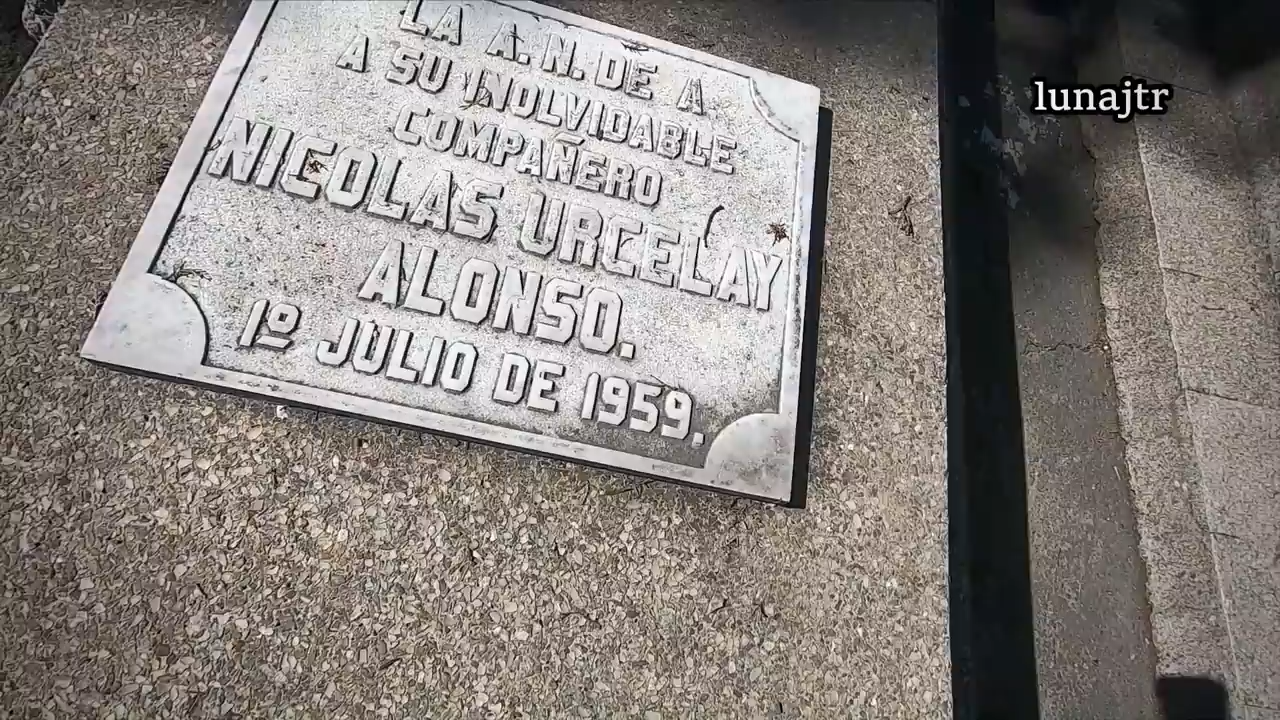 LA A.N. DE A
A SU INOLVIDABLE
COMPAÑERO
NICOLAS URCELAY
ALONSO.
1º JULIO DE 1959.
lunajtr